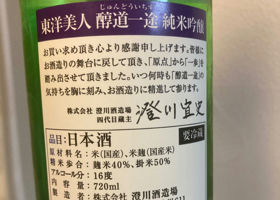 じゅんどういちず
東洋美人 醇道一途 純米吟醸
お買い求め頂き心より感謝申し上げます。皆様に
お酒造りの舞台に戻して頂き、「原点」から「一歩」を
踏み出させて頂きました。いつ何時も「醇道一途」の
気持ちを胸に刻み、お酒造りに精進して参ります。
株式会社 澄川酒造場
四代目蔵主 澄川宜史
要冷蔵
品目:日本酒
原材料名:米(国産)、米麹(国産米)
精米歩合:麹米40%、掛米50%
アルコール分:16度
内容量:720ml
製造者:株式会社 澄川酒造場